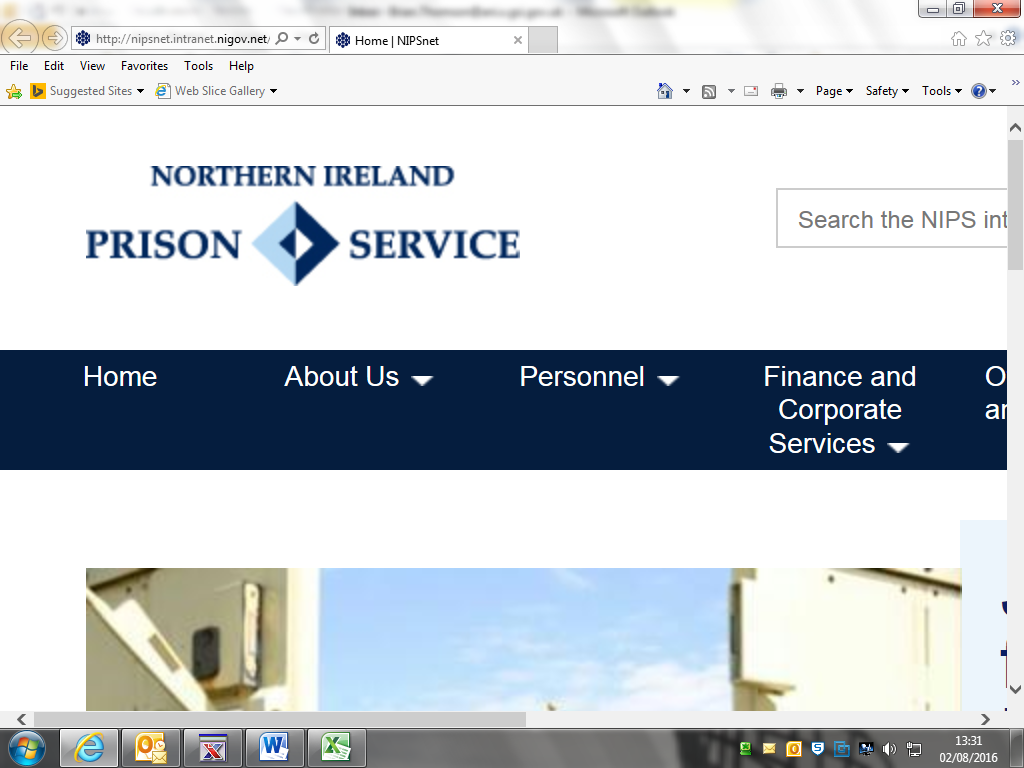 http://nipsnet.intranet.nigov.net/
Home | NIPSnet
File Edit View Favorites Tools Help
Suggested Sites Web Slice Gallery
Page Safety Tools
NORTHERN IRELAND
PRISON SERVICE
Search the NIPS int
Home
About Us
Personnel
Finance and
Corporate
Services
13:31
02/08/2016